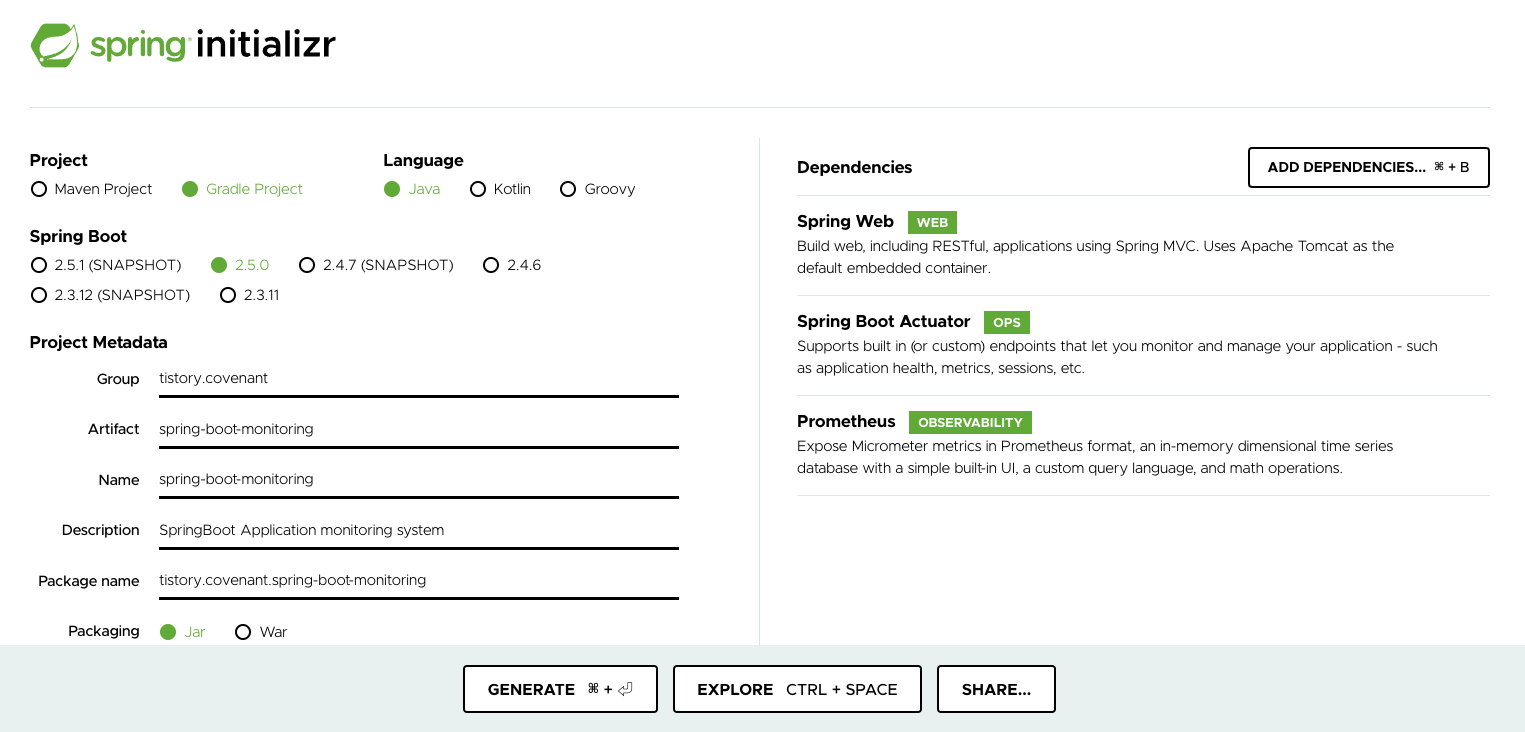 spring initializr
Project
Maven Project Gradle Project
Language
Java Kotlin Groovy
Spring Boot
2.5.1 (SNAPSHOT) 2.5.0 2.4.7 (SNAPSHOT) 2.4.6
2.3.12 (SNAPSHOT) 2.3.11
Project Metadata
Group tistory.covenant
Artifact spring-boot-monitoring
Name spring-boot-monitoring
Description SpringBoot Application monitoring system
Package name tistory.covenant.spring-boot-monitoring
Packaging Jar War
Dependencies ADD DEPENDENCIES... ⌘ + B
Spring Web WEB
Build web, including RESTful, applications using Spring MVC. Uses Apache Tomcat as the
default embedded container.
Spring Boot Actuator OPS
Supports built in (or custom) endpoints that let you monitor and manage your application - such
as application health, metrics, sessions, etc.
Prometheus OBSERVABILITY
Expose Micrometer metrics in Prometheus format, an in-memory dimensional time series
database with a simple built-in UI, a custom query language, and math operations.
GENERATE ⌘ + ⏎ EXPLORE CTRL + SPACE SHARE...